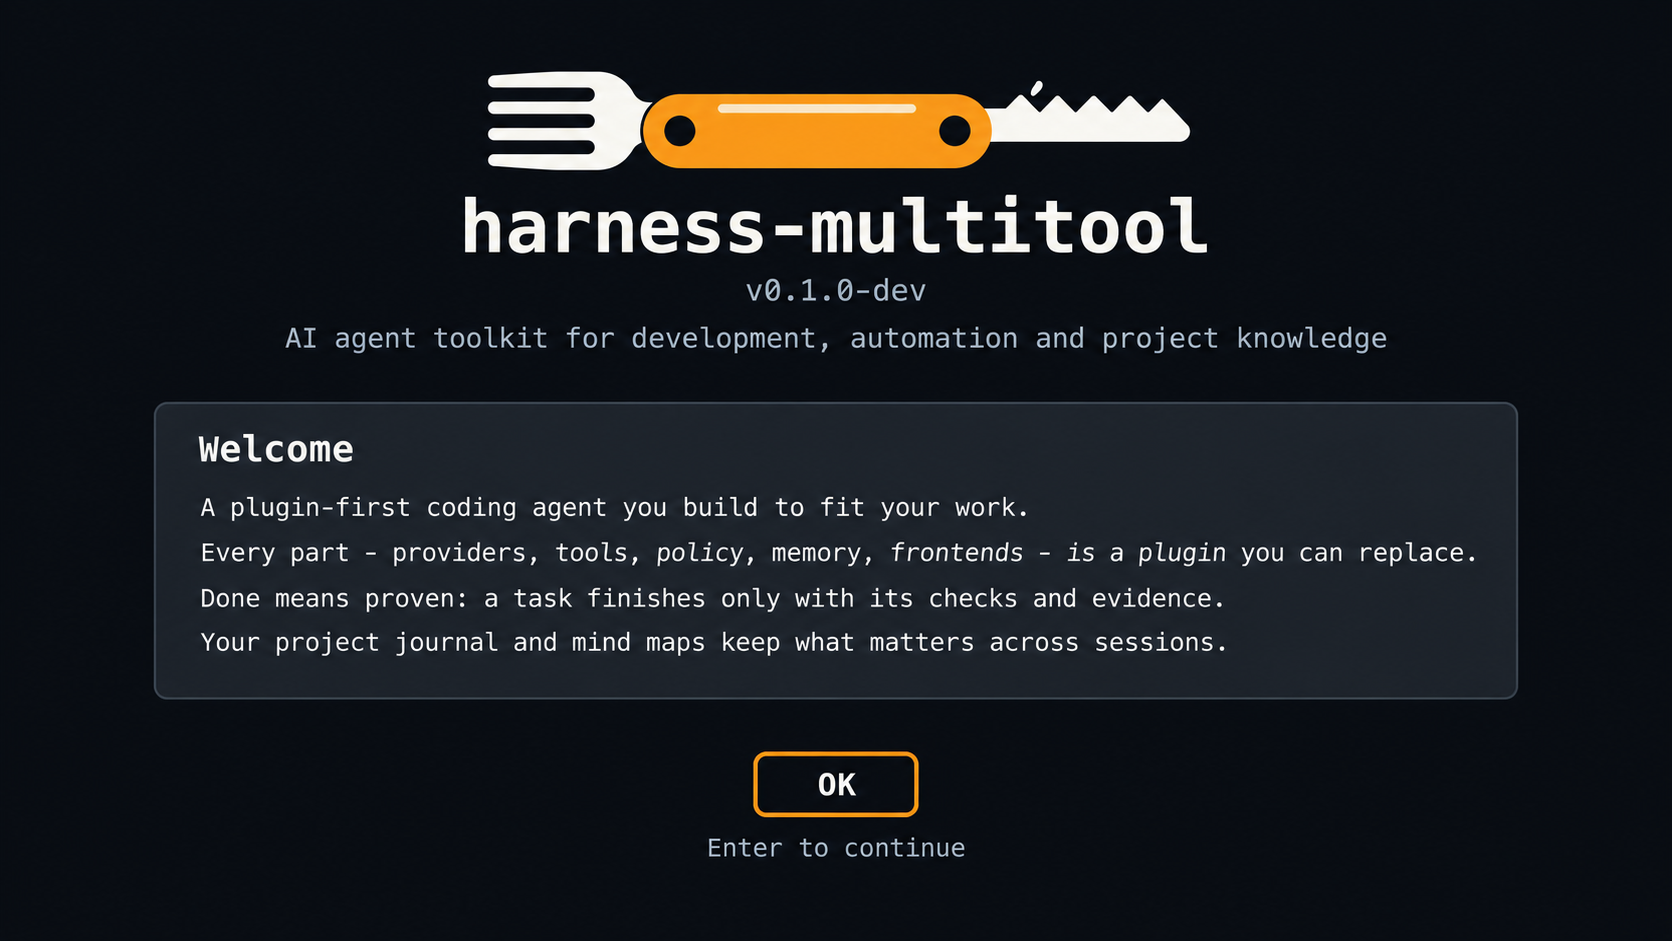 harness-multitool
v0.1.0-dev
AI agent toolkit for development, automation and project knowledge
Welcome
A plugin-first coding agent you build to fit your work.
Every part - providers, tools, policy, memory, frontends - is a plugin you can replace.
Done means proven: a task finishes only with its checks and evidence.
Your project journal and mind maps keep what matters across sessions.
OK
Enter to continue